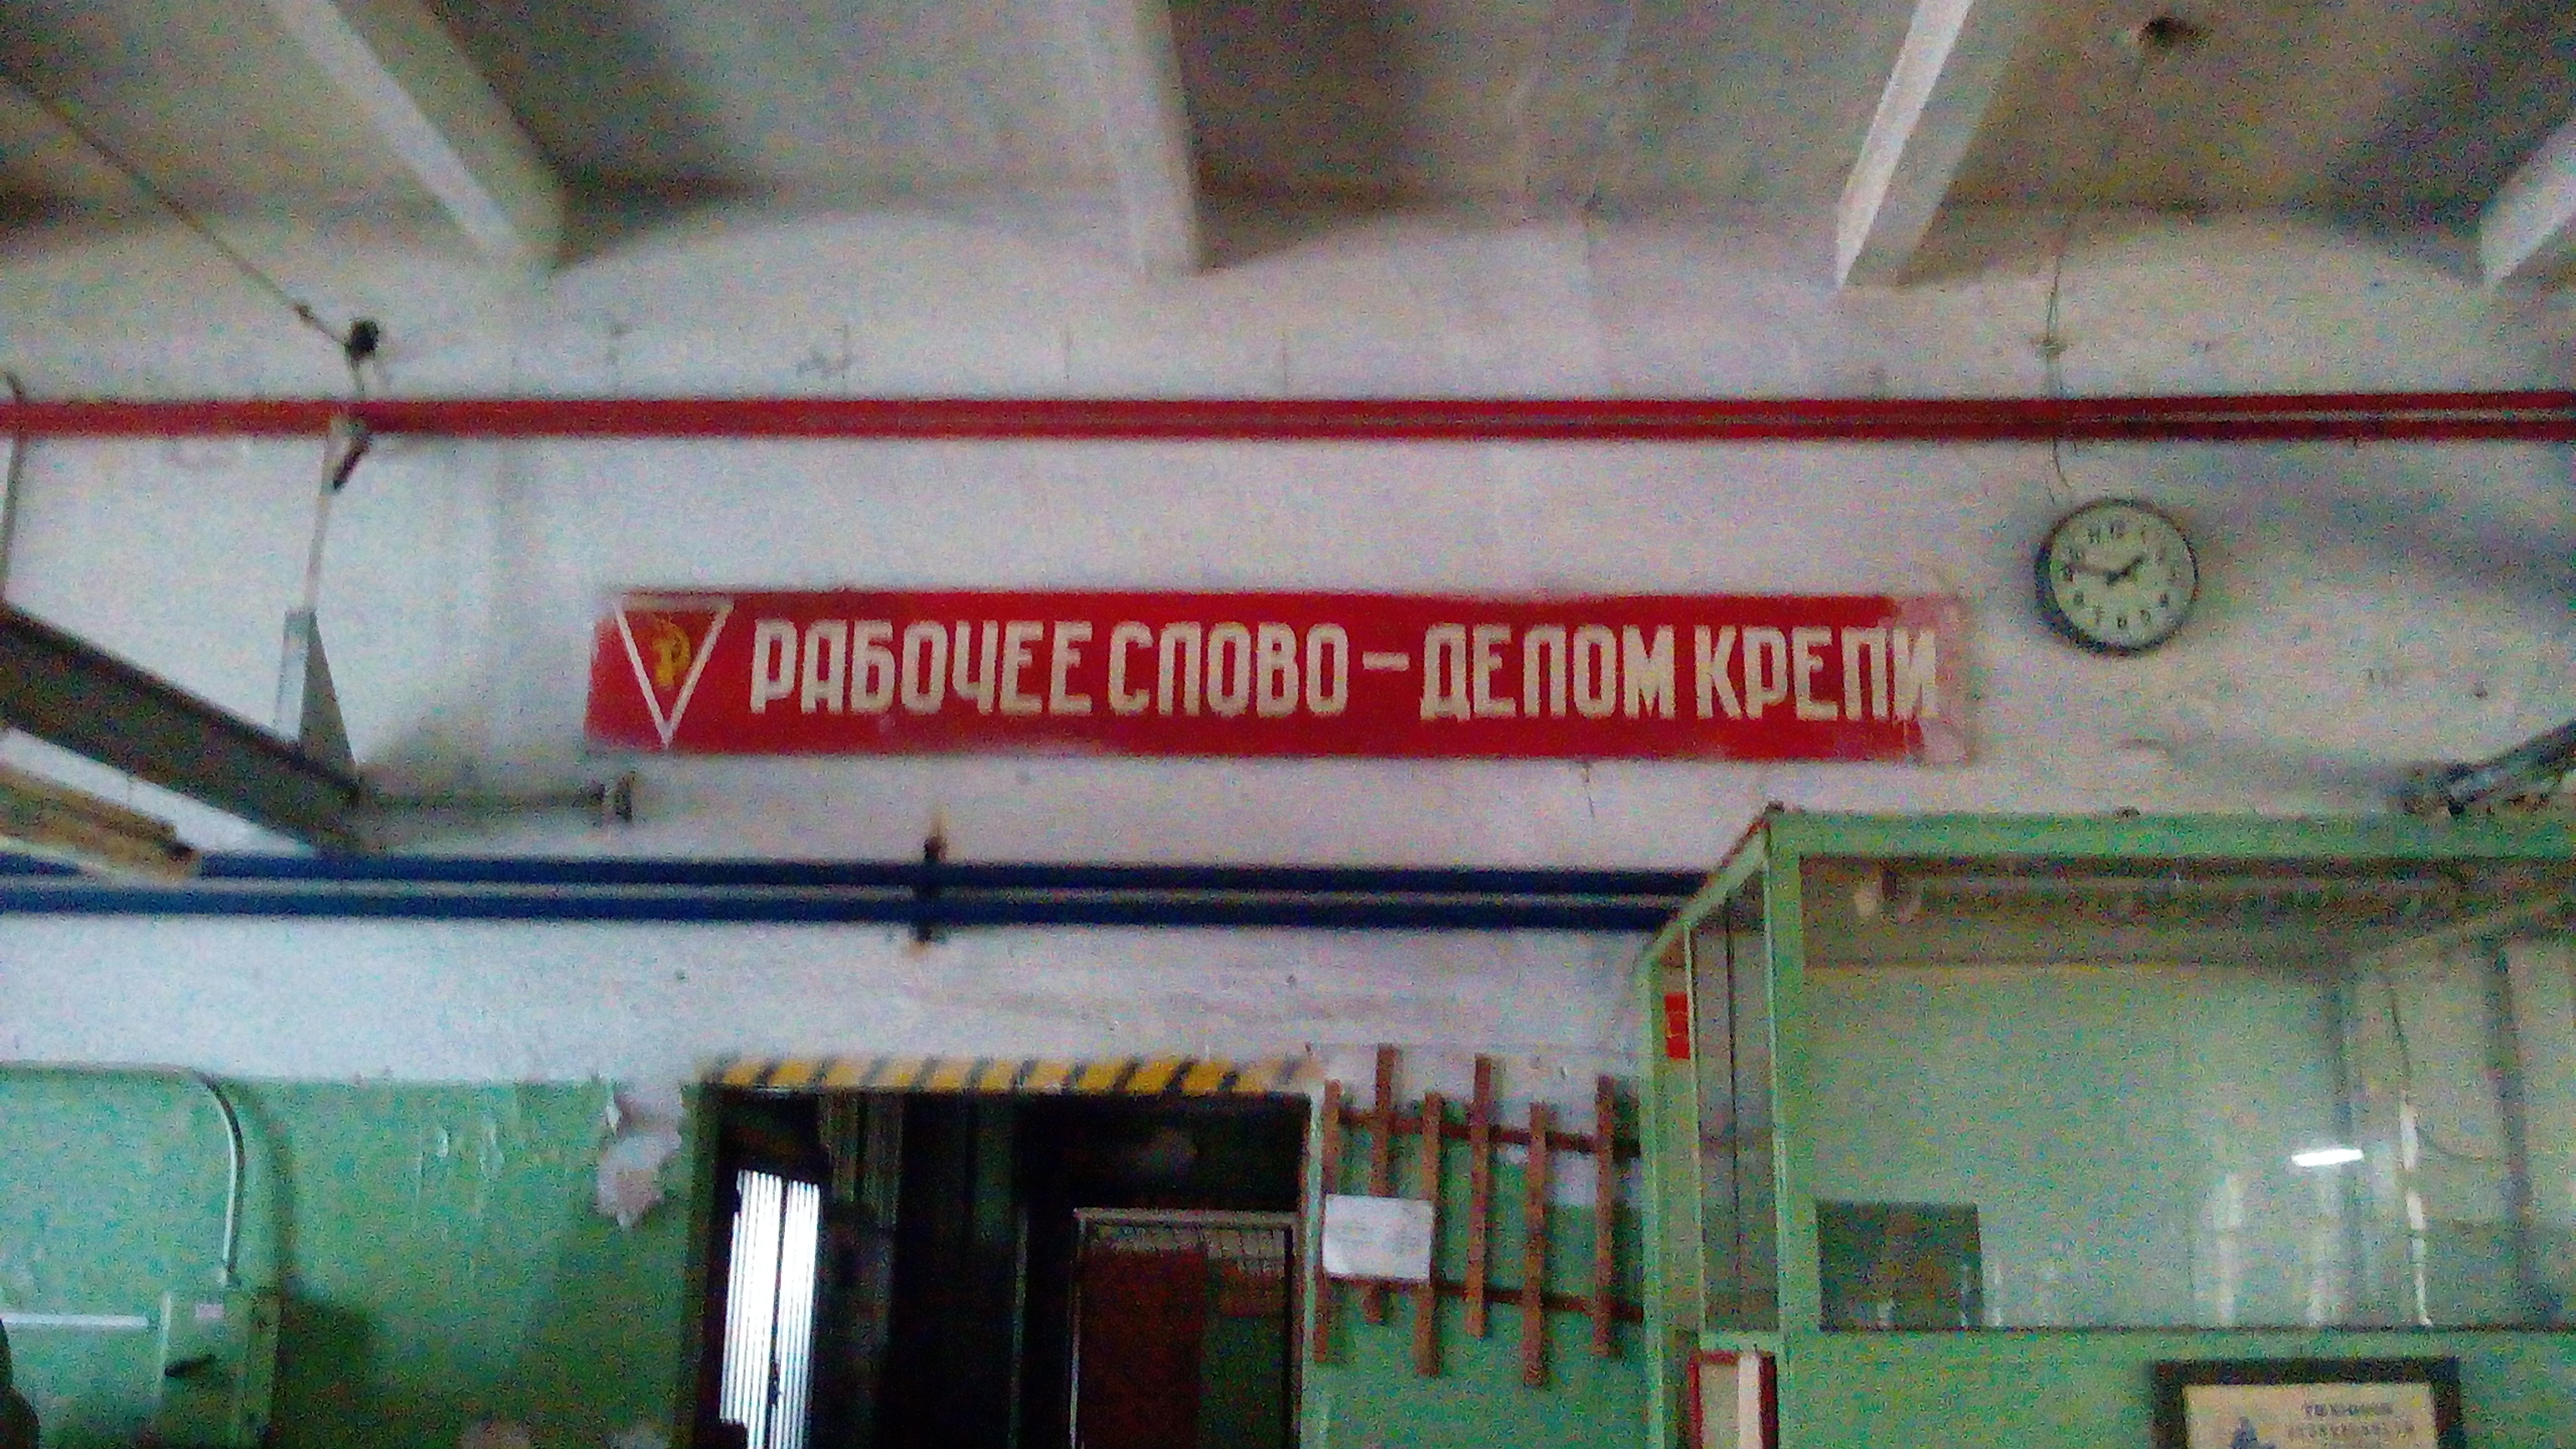 РАБОЧЕЕ СЛОВО – ДЕЛОМ КРЕПИ